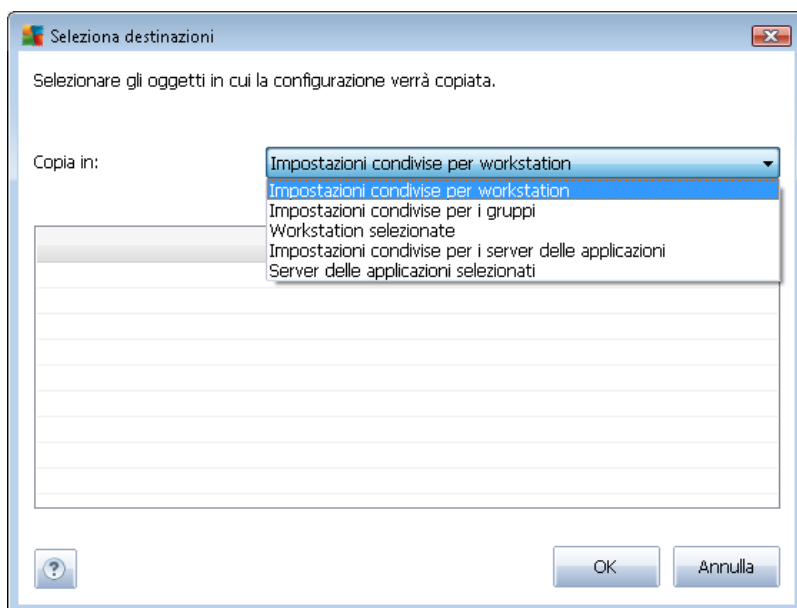 Seleziona destinazioni
Selezionare gli oggetti in cui la configurazione verrà copiata.
Copia in:
Impostazioni condivise per workstation
Impostazioni condivise per workstation
Impostazioni condivise per i gruppi
Workstation selezionate
Impostazioni condivise per i server delle applicazioni
Server delle applicazioni selezionati
?
OK
Annulla